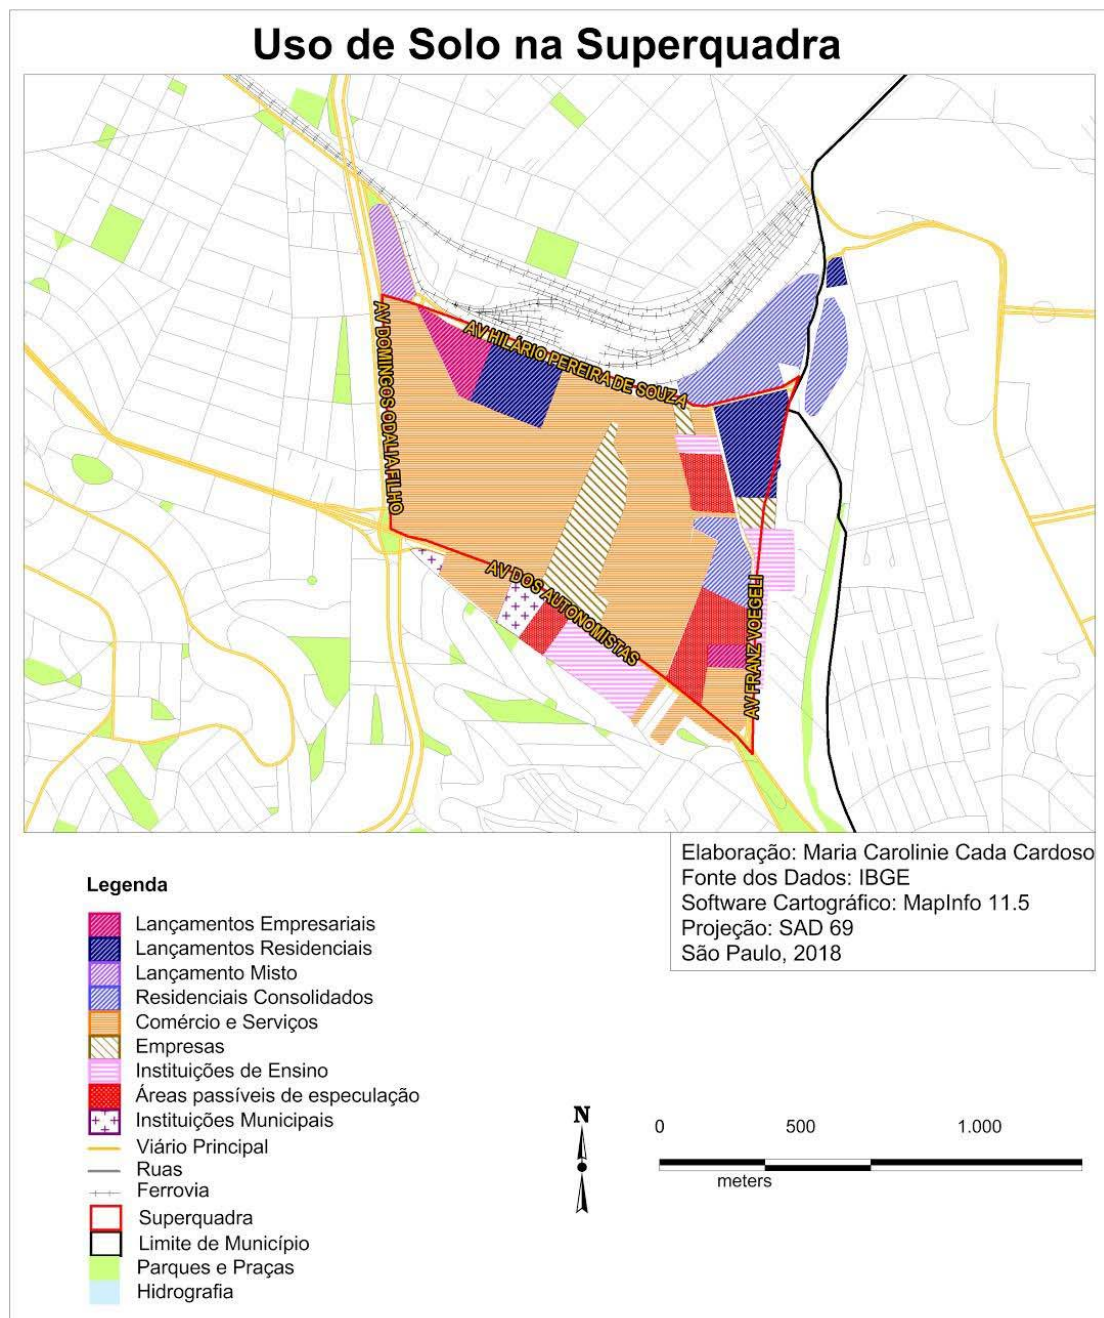 Uso de Solo na Superquadra
AV HILÁRIO PEREIRA DE SOUZA
AV DOMINGOS ODALIA FILHO
AV DOS AUTONOMISTAS
AV FRANZ VOEGELI
Elaboração: Maria Carolinie Cada Cardoso
Fonte dos Dados: IBGE
Software Cartográfico: MapInfo 11.5
Projeção: SAD 69
São Paulo, 2018
Legenda
Lançamentos Empresariais
Lançamentos Residenciais
Lançamento Misto
Residenciais Consolidados
Comércio e Serviços
Empresas
Instituições de Ensino
Áreas passíveis de especulação
Instituições Municipais
Viário Principal
Ruas
Ferrovia
Superquadra
Limite de Município
Parques e Praças
Hidrografia
N
0 500 1.000
meters